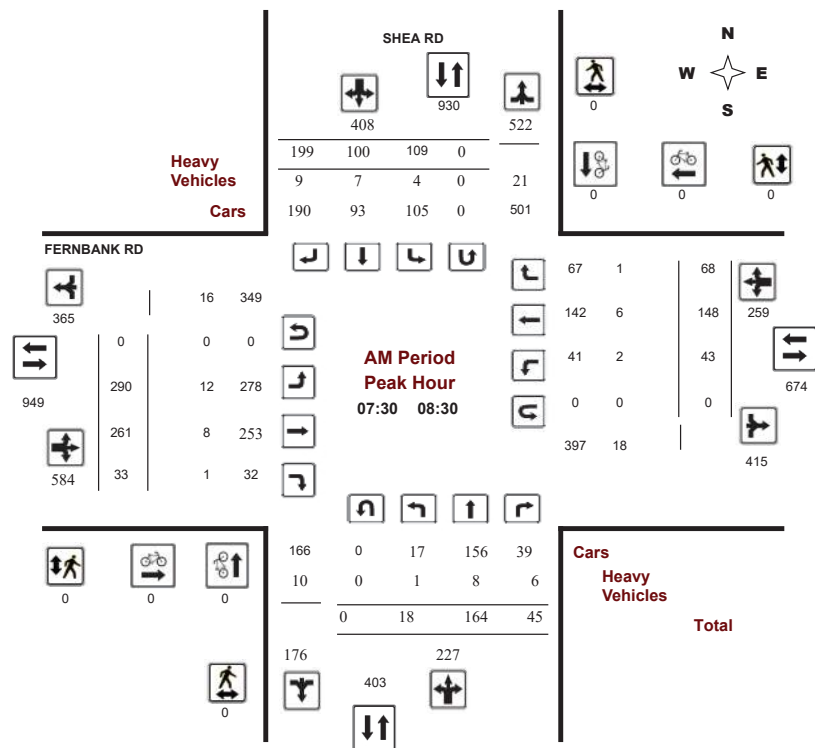 SHEA RD
N
W E
S
930
0
408
522
199 100 109 0
Heavy
Vehicles
9 7 4 0 21
0 0 0
Cars
190 93 105 0 501
FERNBANK RD
67 1 68
365
16 349
142 6 148 259
0 0 0
AM Period
Peak Hour
07:30 08:30
41 2 43
674
949
290 12 278
0 0 0
261 8 253
397 18
415
584
33 1 32
166 0 17 156 39
Cars
10 0 1 8 6
Heavy
Vehicles
0 0 0
0 18 164 45
Total
176
227
403
0